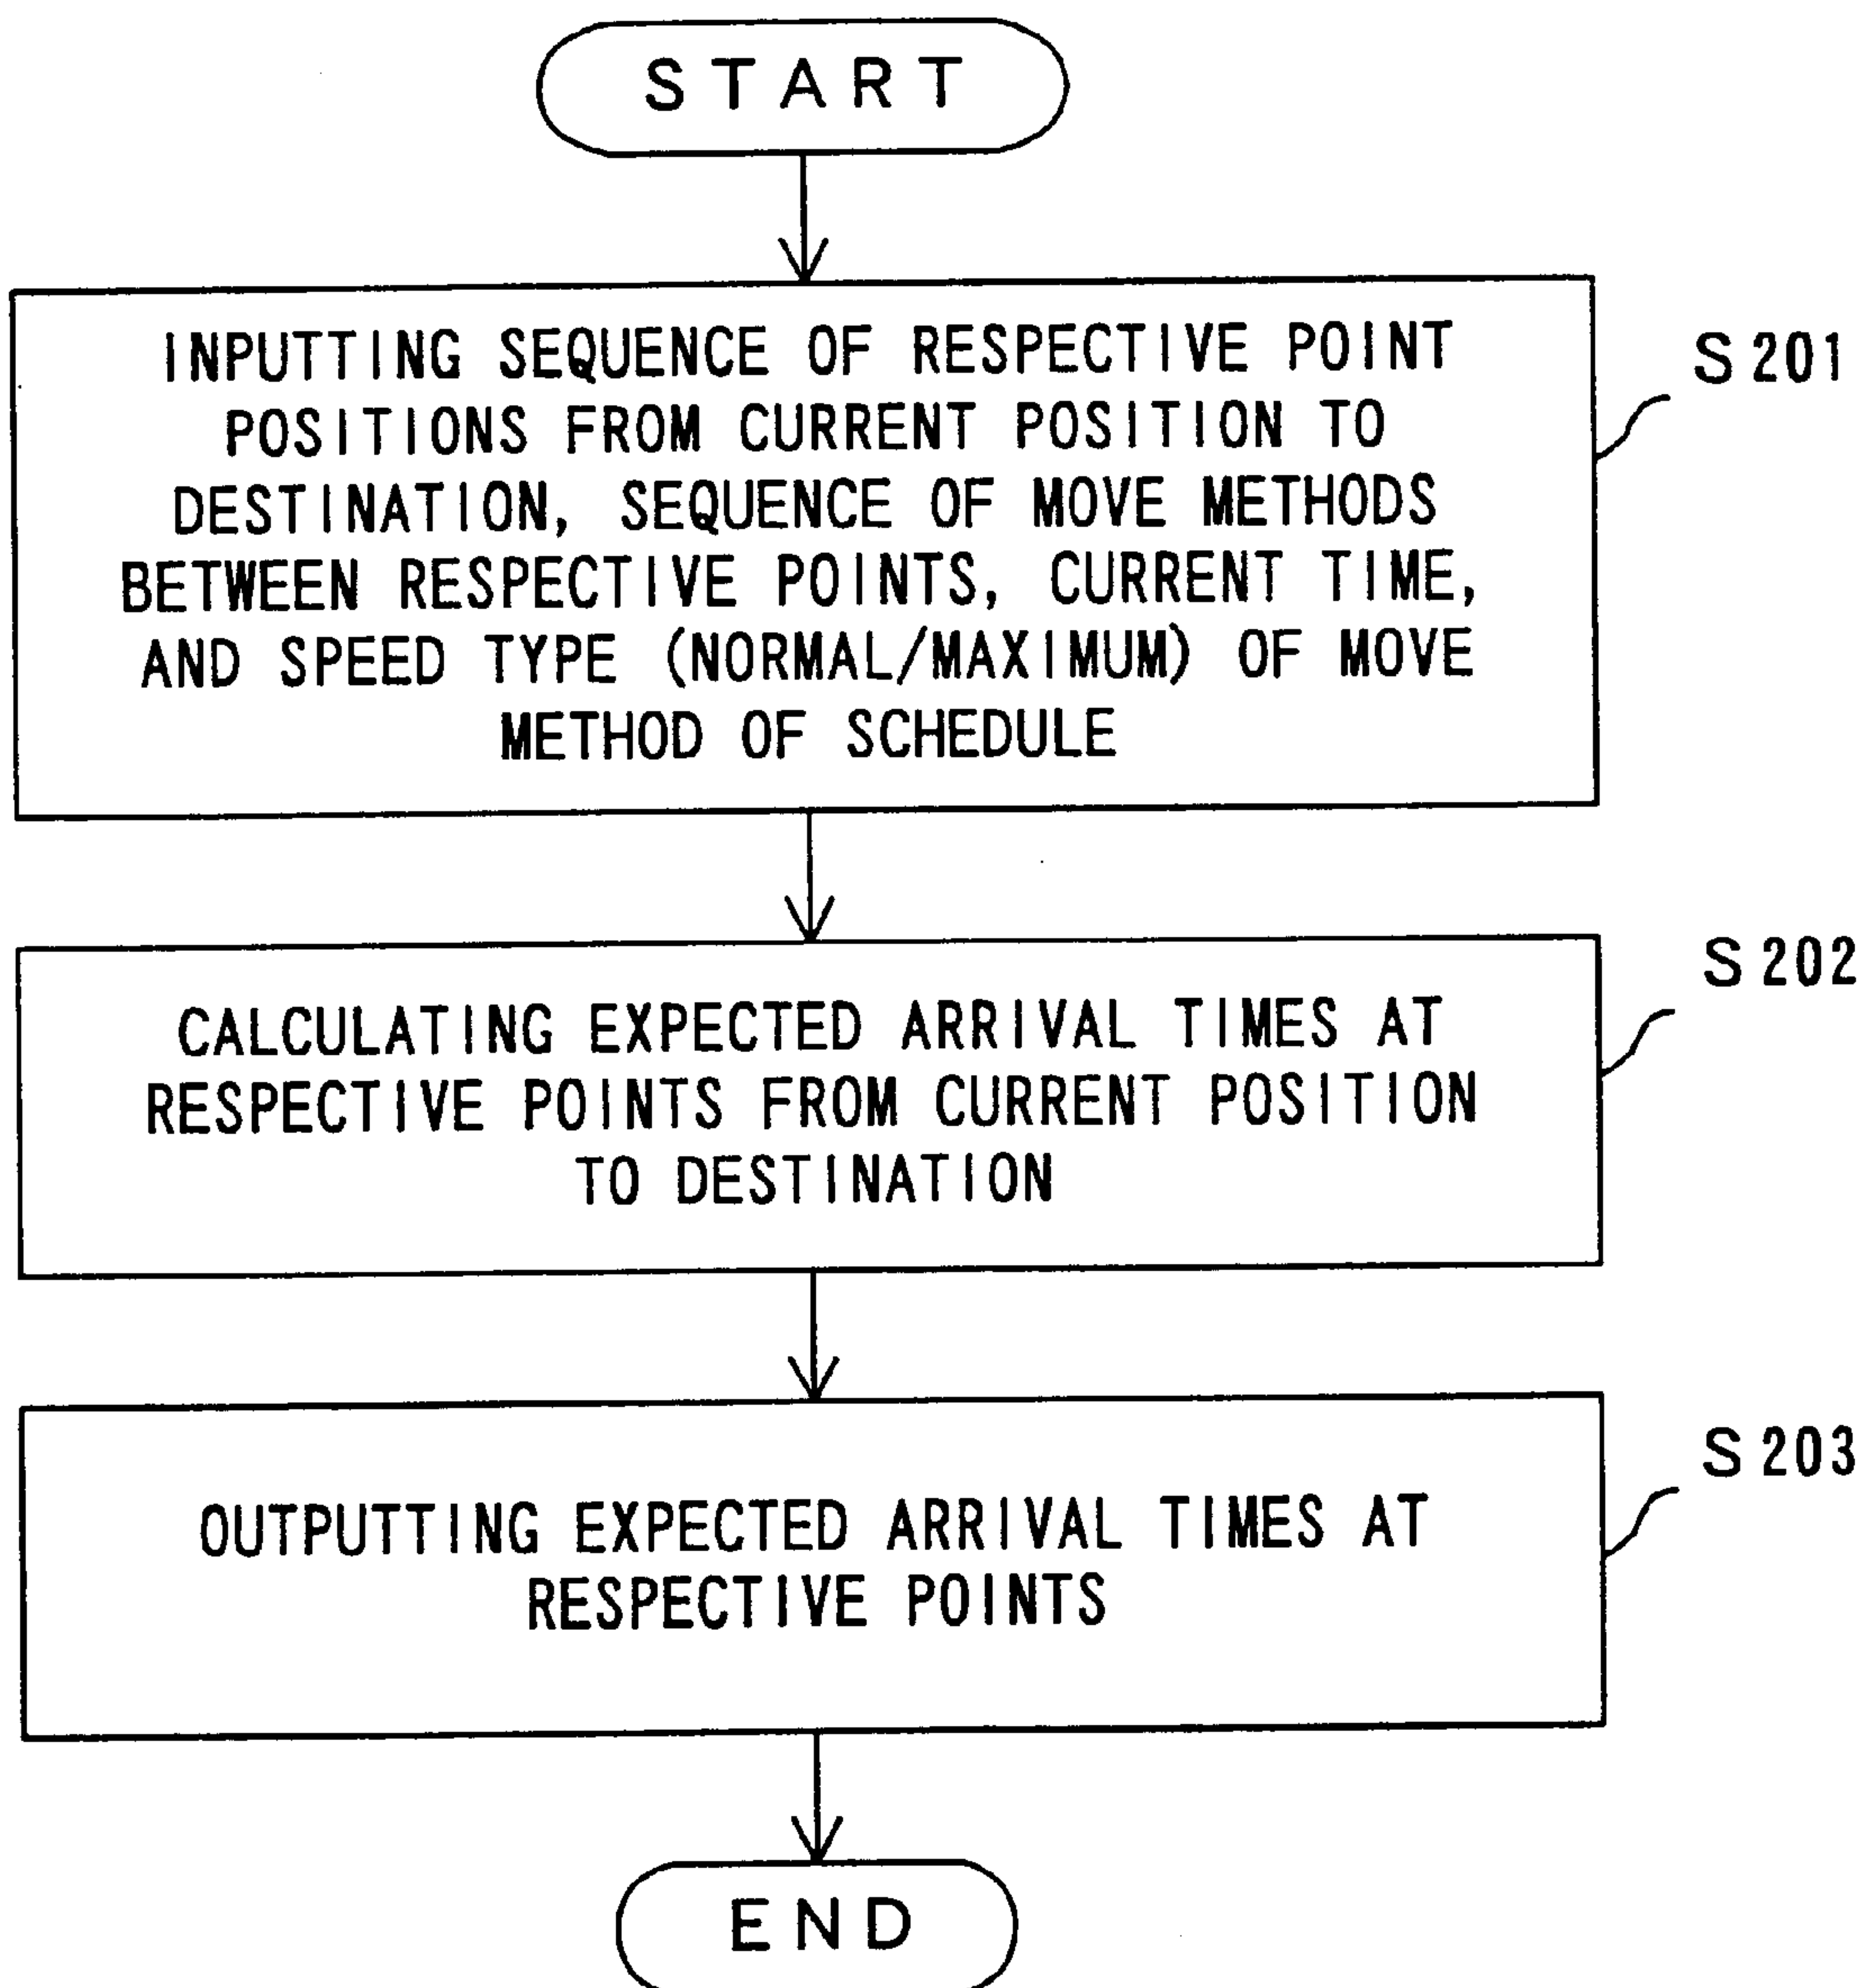 START
INPUTTING SEQUENCE OF RESPECTIVE POINT
POSITIONS FROM CURRENT POSITION TO
DESTINATION, SEQUENCE OF MOVE METHODS
BETWEEN RESPECTIVE POINTS, CURRENT TIME,
AND SPEED TYPE (NORMAL/MAXIMUM) OF MOVE
METHOD OF SCHEDULE
S201
CALCULATING EXPECTED ARRIVAL TIMES AT
RESPECTIVE POINTS FROM CURRENT POSITION
TO DESTINATION
S202
OUTPUTTING EXPECTED ARRIVAL TIMES AT
RESPECTIVE POINTS
S203
END